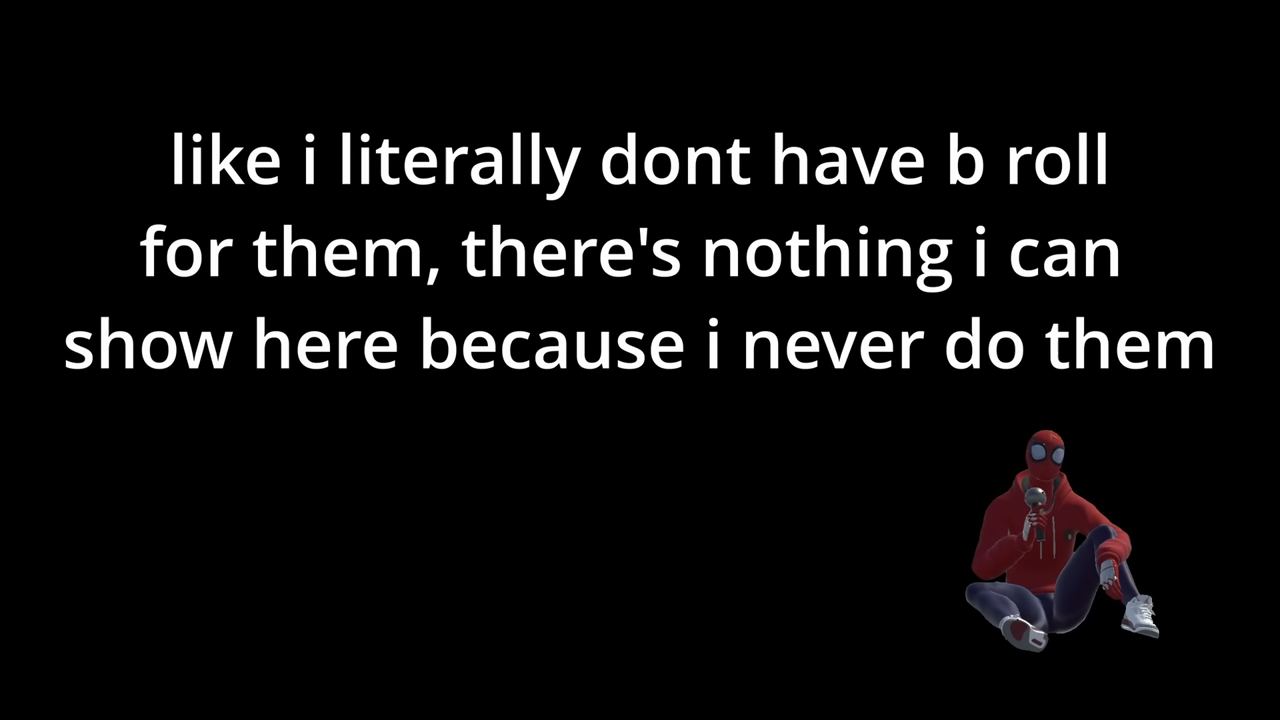 like i literally dont have b roll
for them, there's nothing i can
show here because i never do them